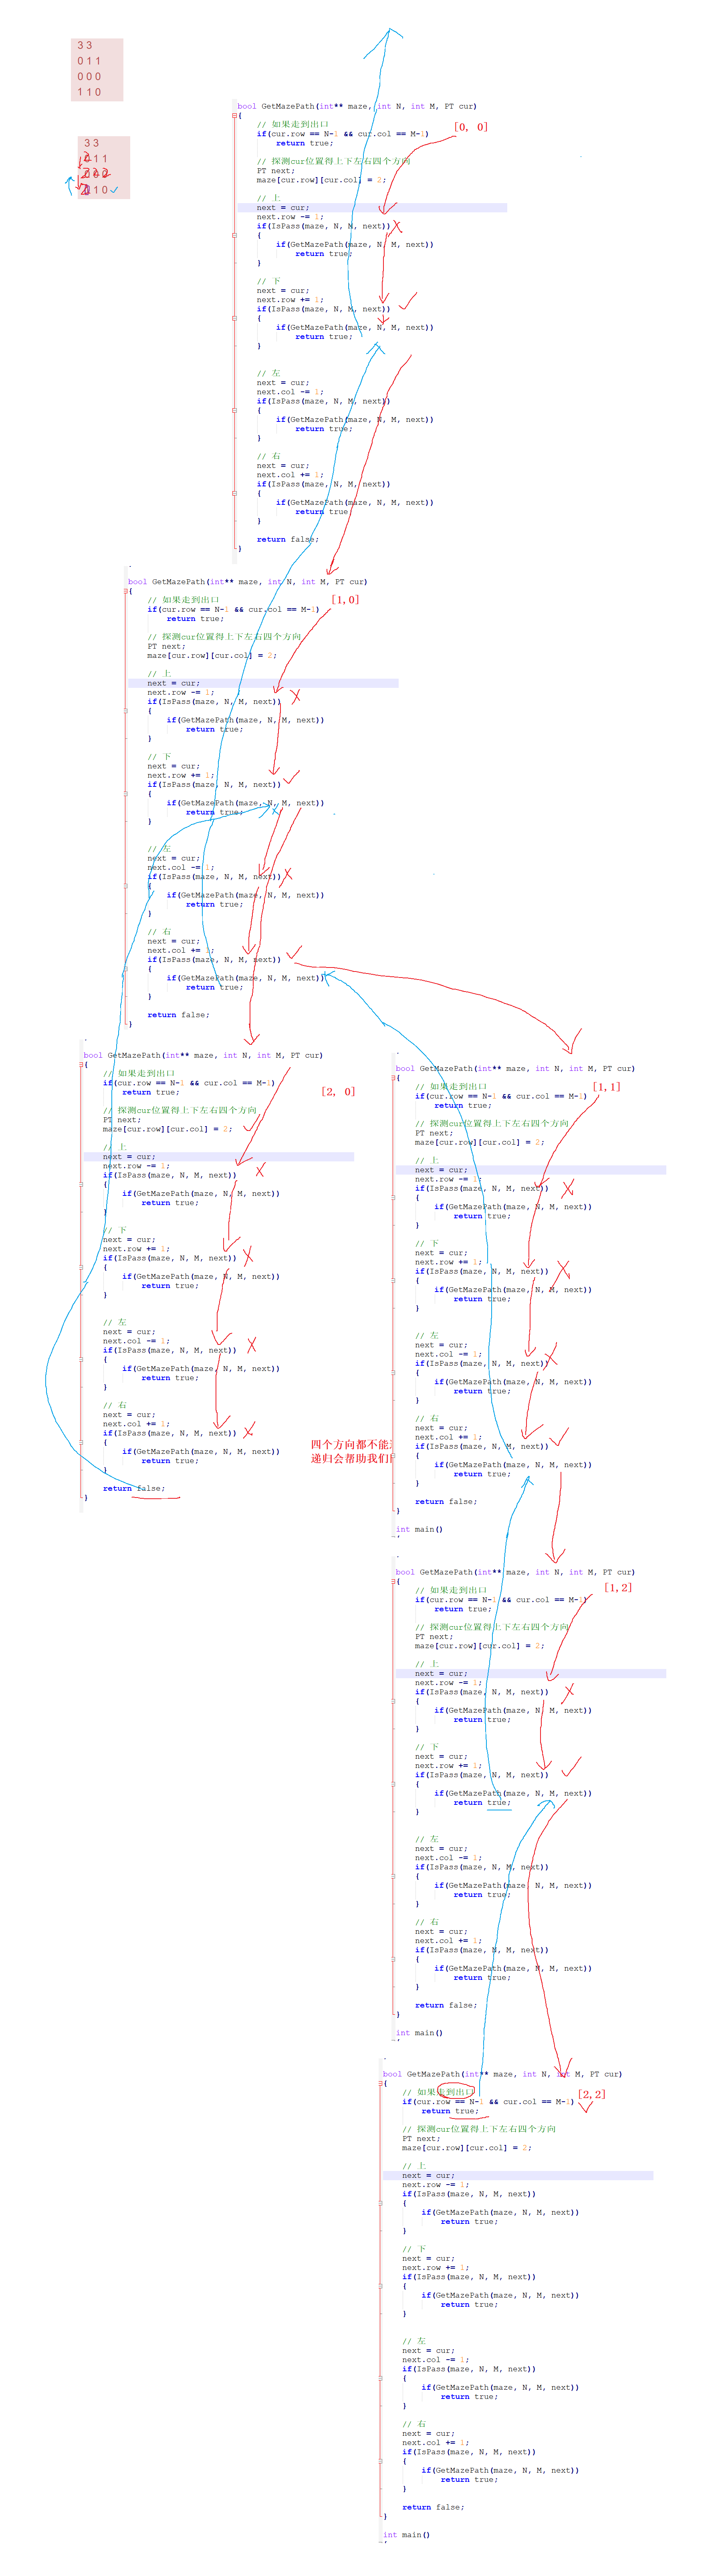 3 3
0 1 1
0 0 0
1 1 0
3 3
1 1
1 0
bool GetMazePath(int** maze, int N, int M, PT cur)
{
// 如果走到出口
if(cur.row == N-1 && cur.col == M-1)
[0, 0]
return true;
// 探测cur位置得上下左右四个方向
PT next;
maze[cur.row][cur.col] = 2;
// 上
next = cur;
next.row -= 1;
if(IsPass(maze, N, M, next))
{
if(GetMazePath(maze, N, M, next))
return true;
}
// 下
next = cur;
next.row += 1;
if(IsPass(maze, N, M, next))
{
if(GetMazePath(maze, N, M, next))
return true;
}
// 左
next = cur;
next.col -= 1;
if(IsPass(maze, N, M, next))
{
if(GetMazePath(maze, N, M, next))
return true;
}
// 右
next = cur;
next.col += 1;
if(IsPass(maze, N, M, next))
{
if(GetMazePath(maze, N, M, next))
return true;
}
return false;
}
bool GetMazePath(int** maze, int N, int M, PT cur)
{
// 如果走到出口
[1,0]
if(cur.row == N-1 && cur.col == M-1)
return true;
// 探测cur位置得上下左右四个方向
PT next;
maze[cur.row][cur.col] = 2;
// 上
next = cur;
next.row -= 1;
if(IsPass(maze, N, M, next))
{
if(GetMazePath(maze, N, M, next))
return true;
}
// 下
next = cur;
next.row += 1;
if(IsPass(maze, N, M, next))
{
if(GetMazePath(maze, N, M, next))
return true;
}
// 左
next = cur;
next.col -= 1;
if(IsPass(maze, N, M, next))
{
if(GetMazePath(maze, N, M, next))
return true;
}
// 右
next = cur;
next.col += 1;
if(IsPass(maze, N, M, next))
{
if(GetMazePath(maze, N, M, next))
return true;
}
return false;
}
bool GetMazePath(int** maze, int N, int M, PT cur)
{
// 如果走到出口
if(cur.row == N-1 && cur.col == M-1)
return true;
[2, 0]
// 探测cur位置得上下左右四个方向
PT next;
maze[cur.row][cur.col] = 2;
// 上
next = cur;
next.row -= 1;
if(IsPass(maze, N, M, next))
{
if(GetMazePath(maze, N, M, next))
return true;
}
// 下
next = cur;
next.row += 1;
if(IsPass(maze, N, M, next))
{
if(GetMazePath(maze, N, M, next))
return true;
}
// 左
next = cur;
next.col -= 1;
if(IsPass(maze, N, M, next))
{
if(GetMazePath(maze, N, M, next))
return true;
}
// 右
next = cur;
next.col += 1;
if(IsPass(maze, N, M, next))
{
if(GetMazePath(maze, N, M, next))
return true;
}
return false;
}
四个方向都不能
递归会帮助我们
bool GetMazePath(int** maze, int N, int M, PT cur)
{
// 如果走到出口
[1,1]
if(cur.row == N-1 && cur.col == M-1)
return true;
// 探测cur位置得上下左右四个方向
PT next;
maze[cur.row][cur.col] = 2;
// 上
next = cur;
next.row -= 1;
if(IsPass(maze, N, M, next))
{
if(GetMazePath(maze, N, M, next))
return true;
}
// 下
next = cur;
next.row += 1;
if(IsPass(maze, N, M, next))
{
if(GetMazePath(maze, N, M, next))
return true;
}
// 左
next = cur;
next.col -= 1;
if(IsPass(maze, N, M, next))
{
if(GetMazePath(maze, N, M, next))
return true;
}
// 右
next = cur;
next.col += 1;
if(IsPass(maze, N, M, next))
{
if(GetMazePath(maze, N, M, next))
return true;
}
return false;
}
int main()
bool GetMazePath(int** maze, int N, int M, PT cur)
{
// 如果走到出口
[1,2]
if(cur.row == N-1 && cur.col == M-1)
return true;
// 探测cur位置得上下左右四个方向
PT next;
maze[cur.row][cur.col] = 2;
// 上
next = cur;
next.row -= 1;
if(IsPass(maze, N, M, next))
{
if(GetMazePath(maze, N, M, next))
return true;
}
// 下
next = cur;
next.row += 1;
if(IsPass(maze, N, M, next))
{
if(GetMazePath(maze, N, M, next))
return true;
}
// 左
next = cur;
next.col -= 1;
if(IsPass(maze, N, M, next))
{
if(GetMazePath(maze, N, M, next))
return true;
}
// 右
next = cur;
next.col += 1;
if(IsPass(maze, N, M, next))
{
if(GetMazePath(maze, N, M, next))
return true;
}
return false;
}
int main()
bool GetMazePath(int** maze, int N, int M, PT cur)
{
// 如果走到出口
[2,2]
if(cur.row == N-1 && cur.col == M-1)
return true;
// 探测cur位置得上下左右四个方向
PT next;
maze[cur.row][cur.col] = 2;
// 上
next = cur;
next.row -= 1;
if(IsPass(maze, N, M, next))
{
if(GetMazePath(maze, N, M, next))
return true;
}
// 下
next = cur;
next.row += 1;
if(IsPass(maze, N, M, next))
{
if(GetMazePath(maze, N, M, next))
return true;
}
// 左
next = cur;
next.col -= 1;
if(IsPass(maze, N, M, next))
{
if(GetMazePath(maze, N, M, next))
return true;
}
// 右
next = cur;
next.col += 1;
if(IsPass(maze, N, M, next))
{
if(GetMazePath(maze, N, M, next))
return true;
}
return false;
}
int main()